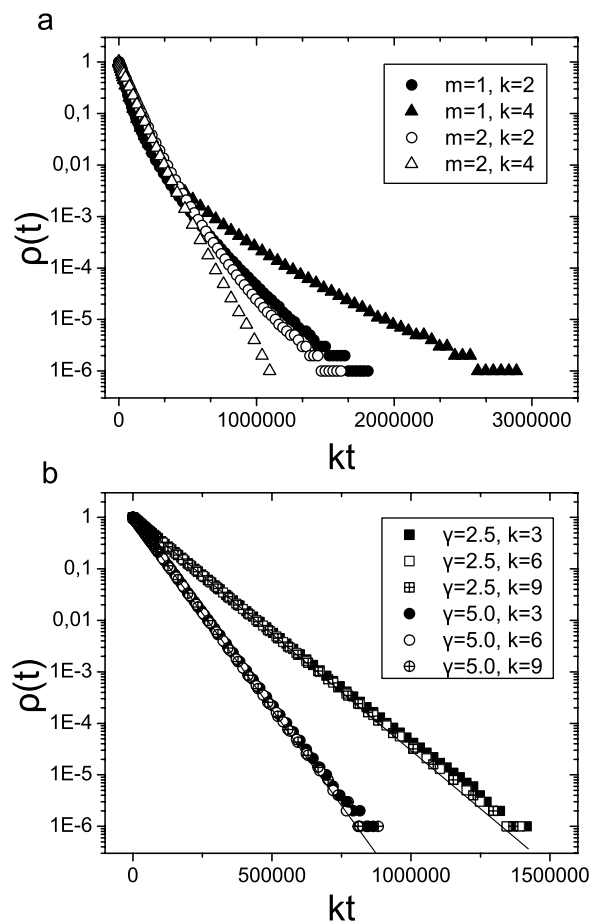 a
1
0,1
0,01
1E-3
1E-4
1E-5
1E-6
ρ(t)
m=1, k=2
m=1, k=4
m=2, k=2
m=2, k=4
0 1000000 2000000 3000000
kt
b
1
0,1
0,01
1E-3
1E-4
1E-5
1E-6
ρ(t)
γ=2.5, k=3
γ=2.5, k=6
γ=2.5, k=9
γ=5.0, k=3
γ=5.0, k=6
γ=5.0, k=9
0 500000 1000000 1500000
kt